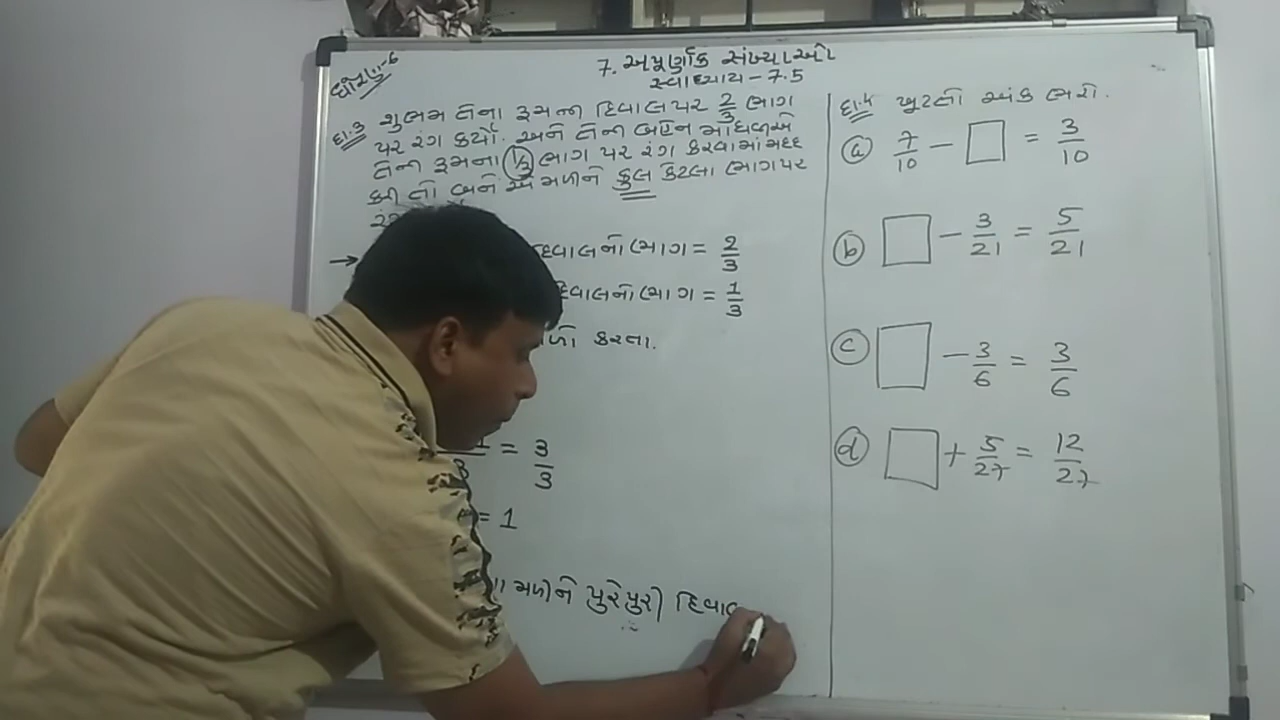 ધોરણ-6
7. અપૂર્ણાંક સંખ્યાઓ
સ્વાધ્યાય - 7.5
દા.3 શુભમ તેના રૂમની દિવાલ પર 2/3 ભાગ
પર રંગ કર્યો. અને તેની બહેન માધવીએ
તેની રૂમના 1/3 ભાગ પર રંગ કરવામાં મદદ
કરી તો બંને એ મળીને કુલ કેટલા ભાગ પર
→ દિવાલનો ભાગ = 2/3
દિવાલનો ભાગ = 1/3
કરતા.
= 3/3
= 1
મળીને પુરેપુરી દિવાલ
દા.4 ખુટતો અંક ભરો.
(a) 7/10 - □ = 3/10
(b) □ - 3/21 = 5/21
(c) □ - 3/6 = 3/6
(d) □ + 5/27 = 12/27